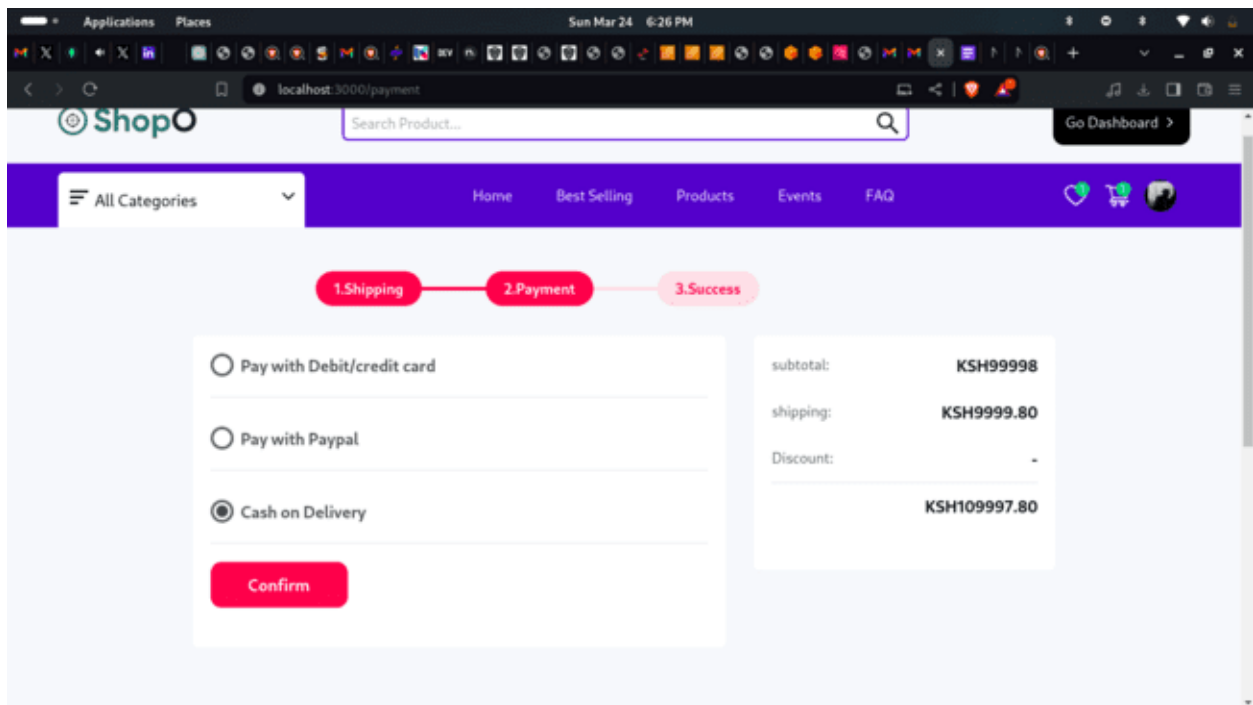 Applications Places Sun Mar 24 6:26 PM
localhost:3000/payment
ShopO
Search Product...
Go Dashboard >
All Categories
Home Best Selling Products Events FAQ
1.Shipping 2.Payment 3.Success
Pay with Debit/credit card
Pay with Paypal
Cash on Delivery
Confirm
subtotal: KSH99998
shipping: KSH9999.80
Discount: -
KSH109997.80